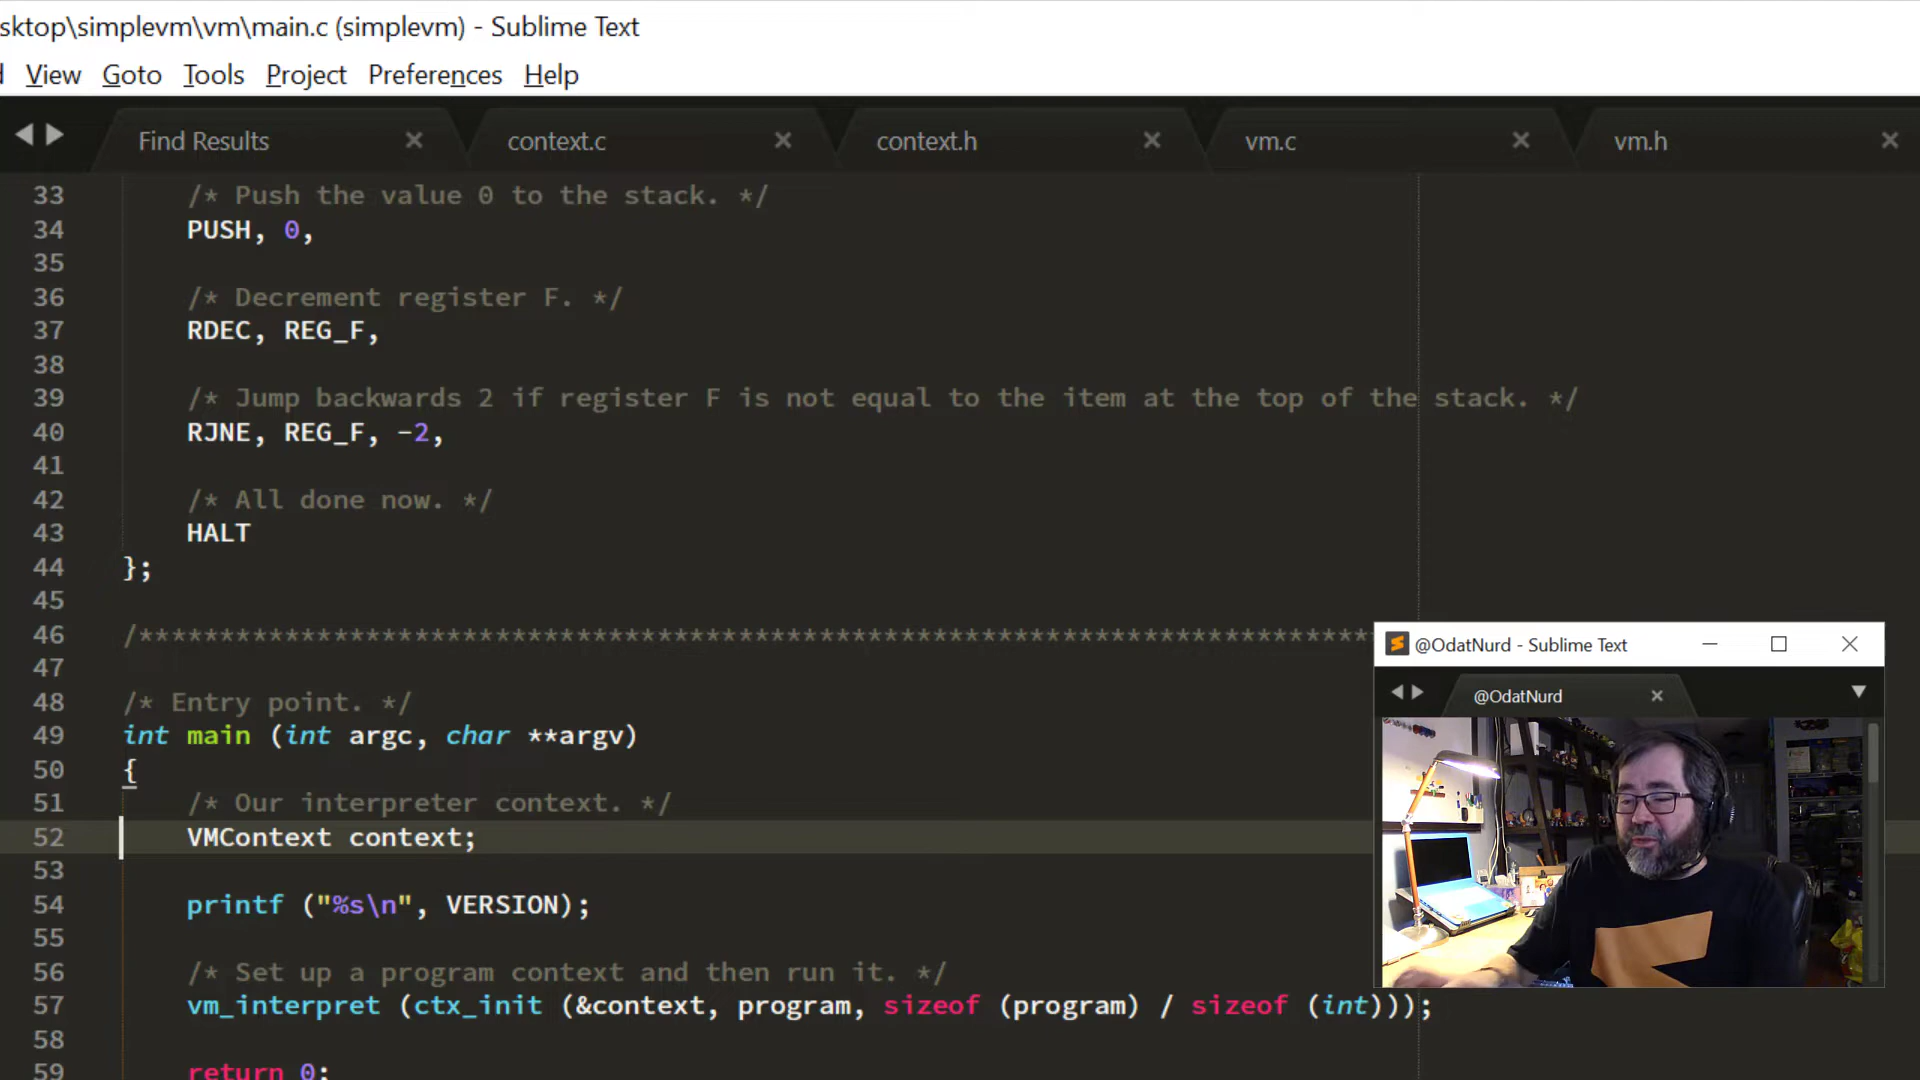 sktop\simplevm\vm\main.c (simplevm) - Sublime Text
View Goto Tools Project Preferences Help
Find Results context.c context.h vm.c vm.h
33 /* Push the value 0 to the stack. */
34 PUSH, 0,
35
36 /* Decrement register F. */
37 RDEC, REG_F,
38
39 /* Jump backwards 2 if register F is not equal to the item at the top of the stack. */
40 RJNE, REG_F, -2,
41
42 /* All done now. */
43 HALT
44 };
45
46 /******************************************************************************
47
48 /* Entry point. */
49 int main (int argc, char **argv)
50 {
51 /* Our interpreter context. */
52 VMContext context;
53
54 printf ("%s\n", VERSION);
55
56 /* Set up a program context and then run it. */
57 vm_interpret (ctx_init (&context, program, sizeof (program) / sizeof (int)));
58
59 return 0;
@OdatNurd - Sublime Text
@OdatNurd